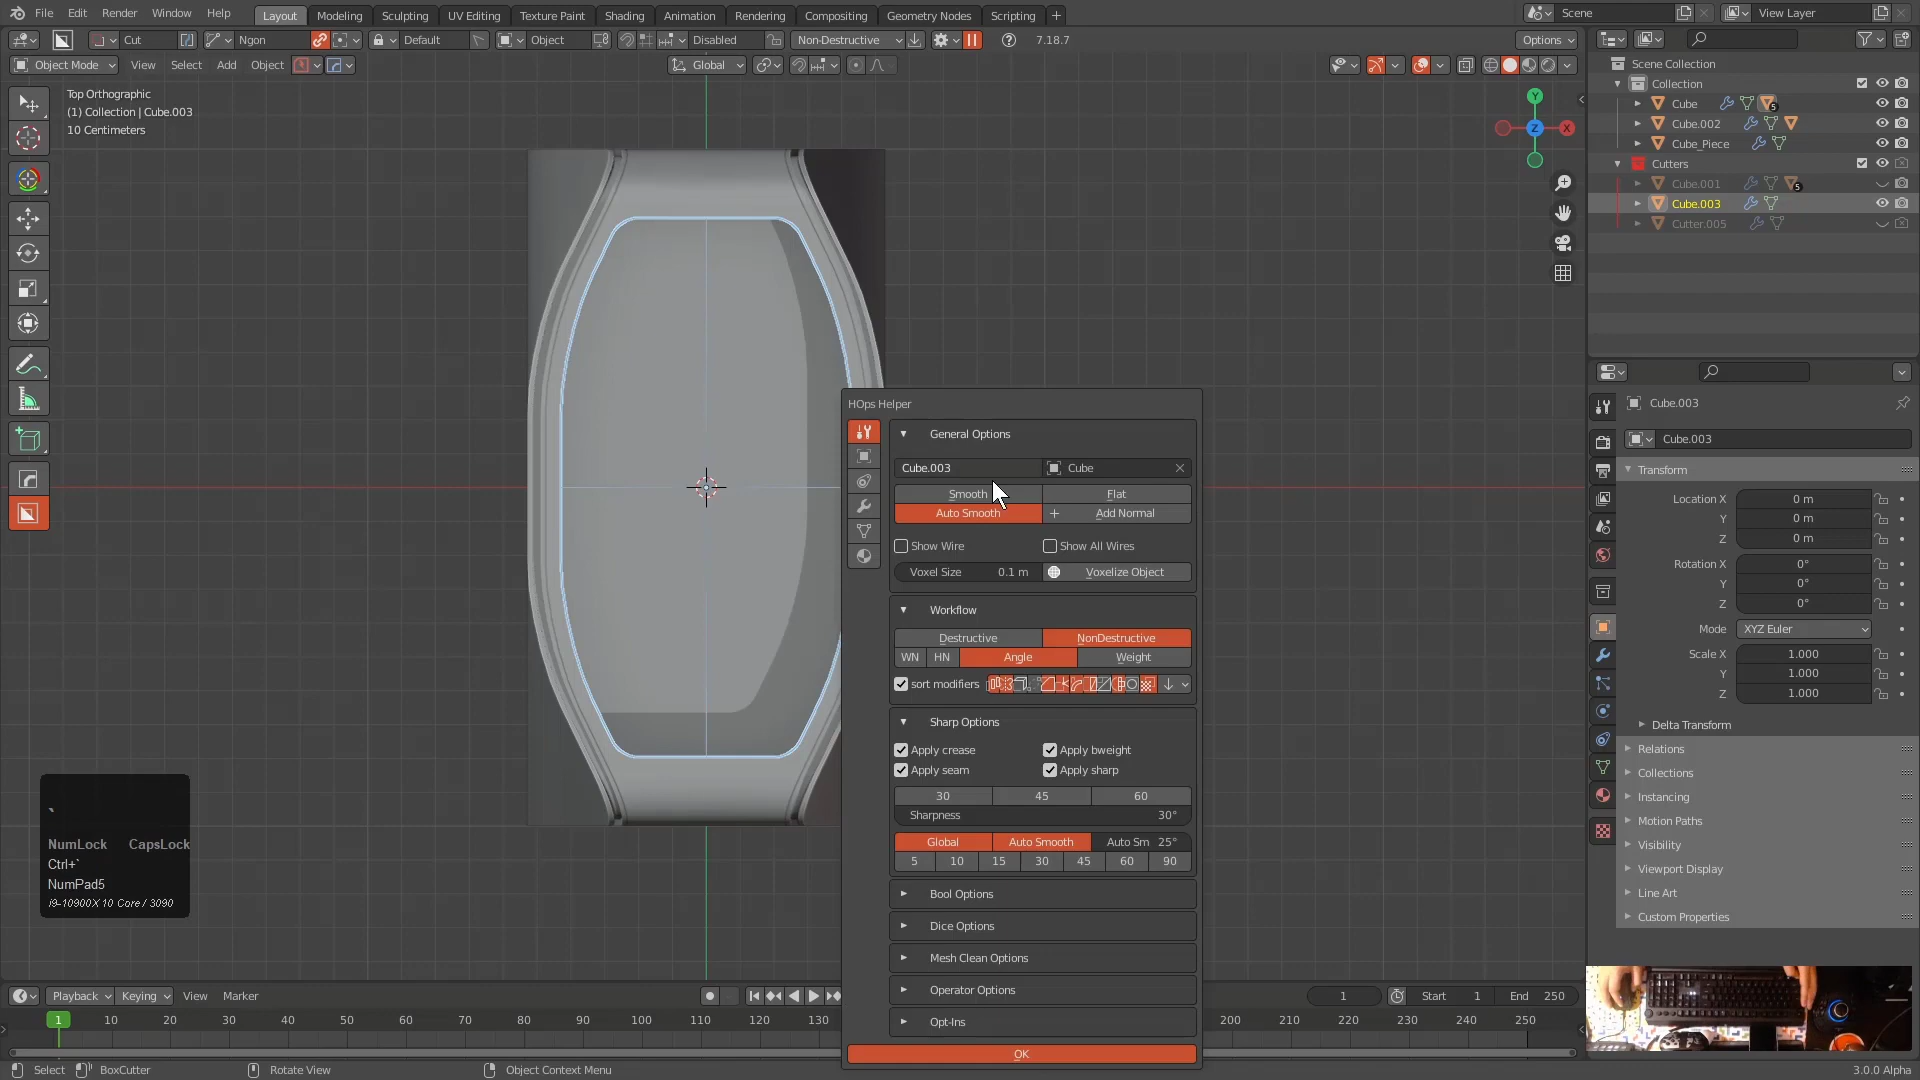 File Edit Render Window Help Layout Modeling Sculpting UV Editing Texture Paint Shading Animation Rendering Compositing Geometry Nodes Scripting + Scene View Layer
Cut Ngon Default Object Disabled Non-Destructive 7.18.7 Options
Object Mode View Select Add Object Global
Top Orthographic
(1) Collection | Cube.003
10 Centimeters
Y
Z
X
Scene Collection
Collection
Cube 5
Cube.002
Cube_Piece
Cutters
Cube.001 5
Cube.003
Cutter.005
HOps Helper
General Options
Cube.003 Cube
Smooth Flat
Auto Smooth + Add Normal
Show Wire Show All Wires
Voxel Size 0.1 m Voxelize Object
Workflow
Destructive NonDestructive
WN HN Angle Weight
sort modifiers
Sharp Options
Apply crease Apply bweight
Apply seam Apply sharp
30 45 60
Sharpness 30°
Global Auto Smooth Auto Sm 25°
5 10 15 30 45 60 90
Bool Options
Dice Options
Mesh Clean Options
Operator Options
Opt-Ins
OK
Cube.003
Cube.003
Transform
Location X 0 m
Y 0 m
Z 0 m
Rotation X 0°
Y 0°
Z 0°
Mode XYZ Euler
Scale X 1.000
Y 1.000
Z 1.000
Delta Transform
Relations
Collections
Instancing
Motion Paths
Visibility
Viewport Display
Line Art
Custom Properties
`
NumLock CapsLock
Ctrl+`
NumPad5
i9-10900X 10 Core / 3090
Playback Keying View Marker 1 Start 1 End 250
1 10 20 30 40 50 60 70 80 90 100 110 120 130 200 210 220 230 240 250
Select BoxCutter Rotate View Object Context Menu 3.0.0 Alpha